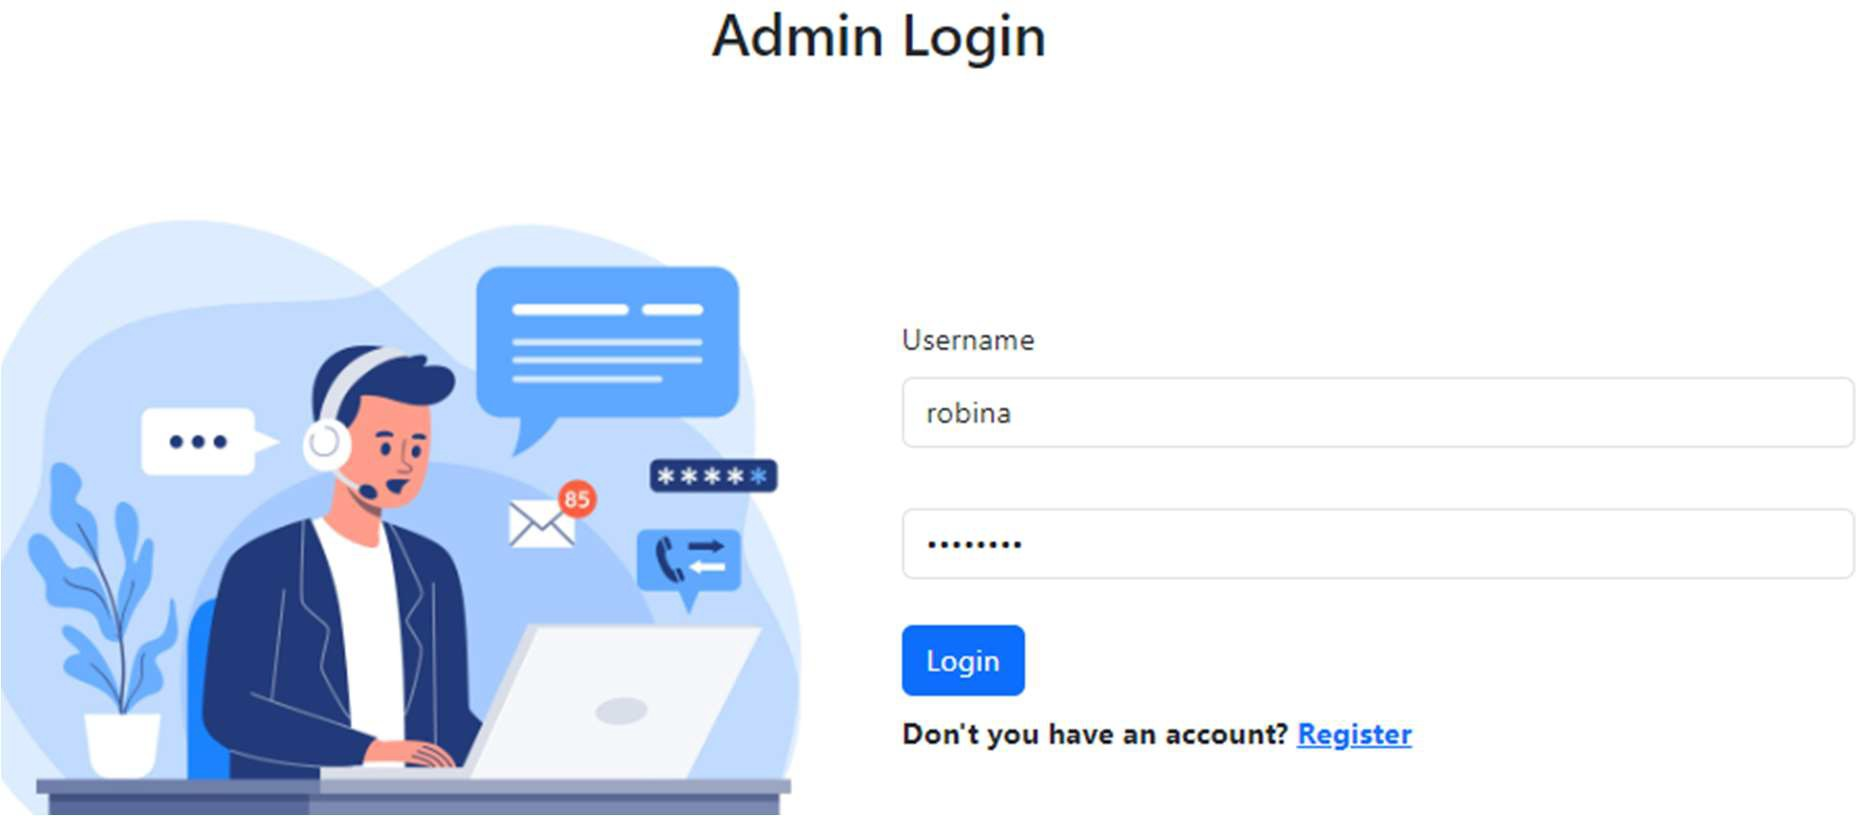 Admin Login
85
*****
Username
robina
••••••••
Login
Don't you have an account? Register